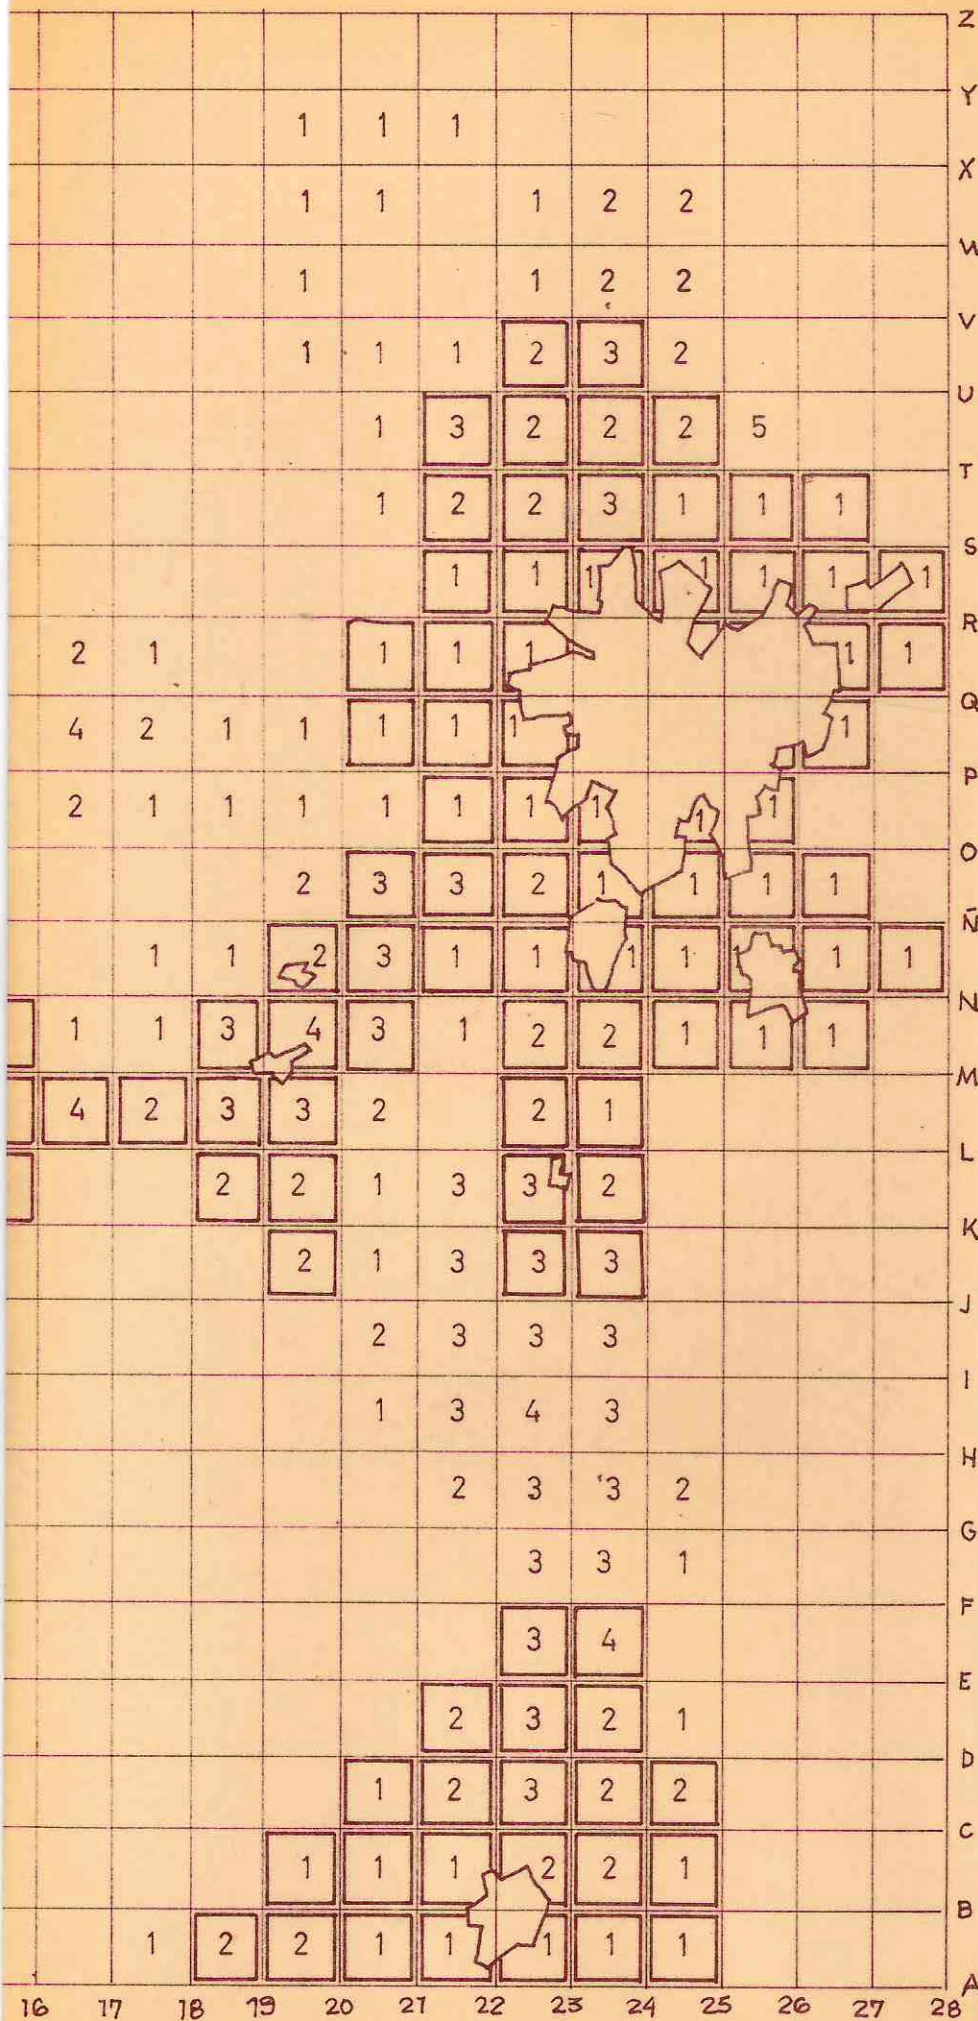 Z
Y
1 1 1
X
1 1 1 2 2
W
1 1 2 2
V
1 1 1 2 3 2
U
1 3 2 2 2 5
T
1 2 2 3 1 1 1
S
1 1 1 1 1 1 1
R
2 1 1 1 1 1 1
Q
4 2 1 1 1 1 1 1
P
2 1 1 1 1 1 1 1 1 1
O
2 3 3 2 1 1 1 1
Ñ
1 1 2 3 1 1 1 1 1 1
N
1 1 3 4 3 1 2 2 1 1 1
M
4 2 3 3 2 2 1
L
2 2 1 3 3 2
K
2 1 3 3 3
J
2 3 3 3
I
1 3 4 3
H
2 3 3 2
G
3 3 1
F
3 4
E
2 3 2 1
D
1 2 3 2 2
C
1 1 1 2 2 1
B
1 2 2 1 1 1 1 1
A
16 17 18 19 20 21 22 23 24 25 26 27 28